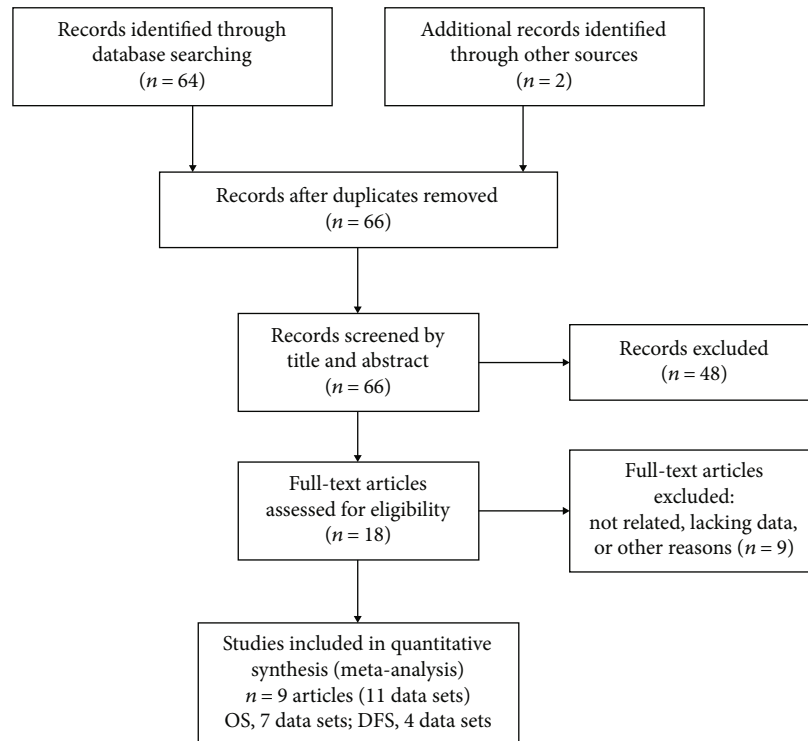 Records identified through
database searching
(n = 64)
Additional records identified
through other sources
(n = 2)
Records after duplicates removed
(n = 66)
Records screened by
title and abstract
(n = 66)
Records excluded
(n = 48)
Full-text articles
assessed for eligibility
(n = 18)
Full-text articles
excluded:
not related, lacking data,
or other reasons (n = 9)
Studies included in quantitative
synthesis (meta-analysis)
n = 9 articles (11 data sets)
OS, 7 data sets; DFS, 4 data sets